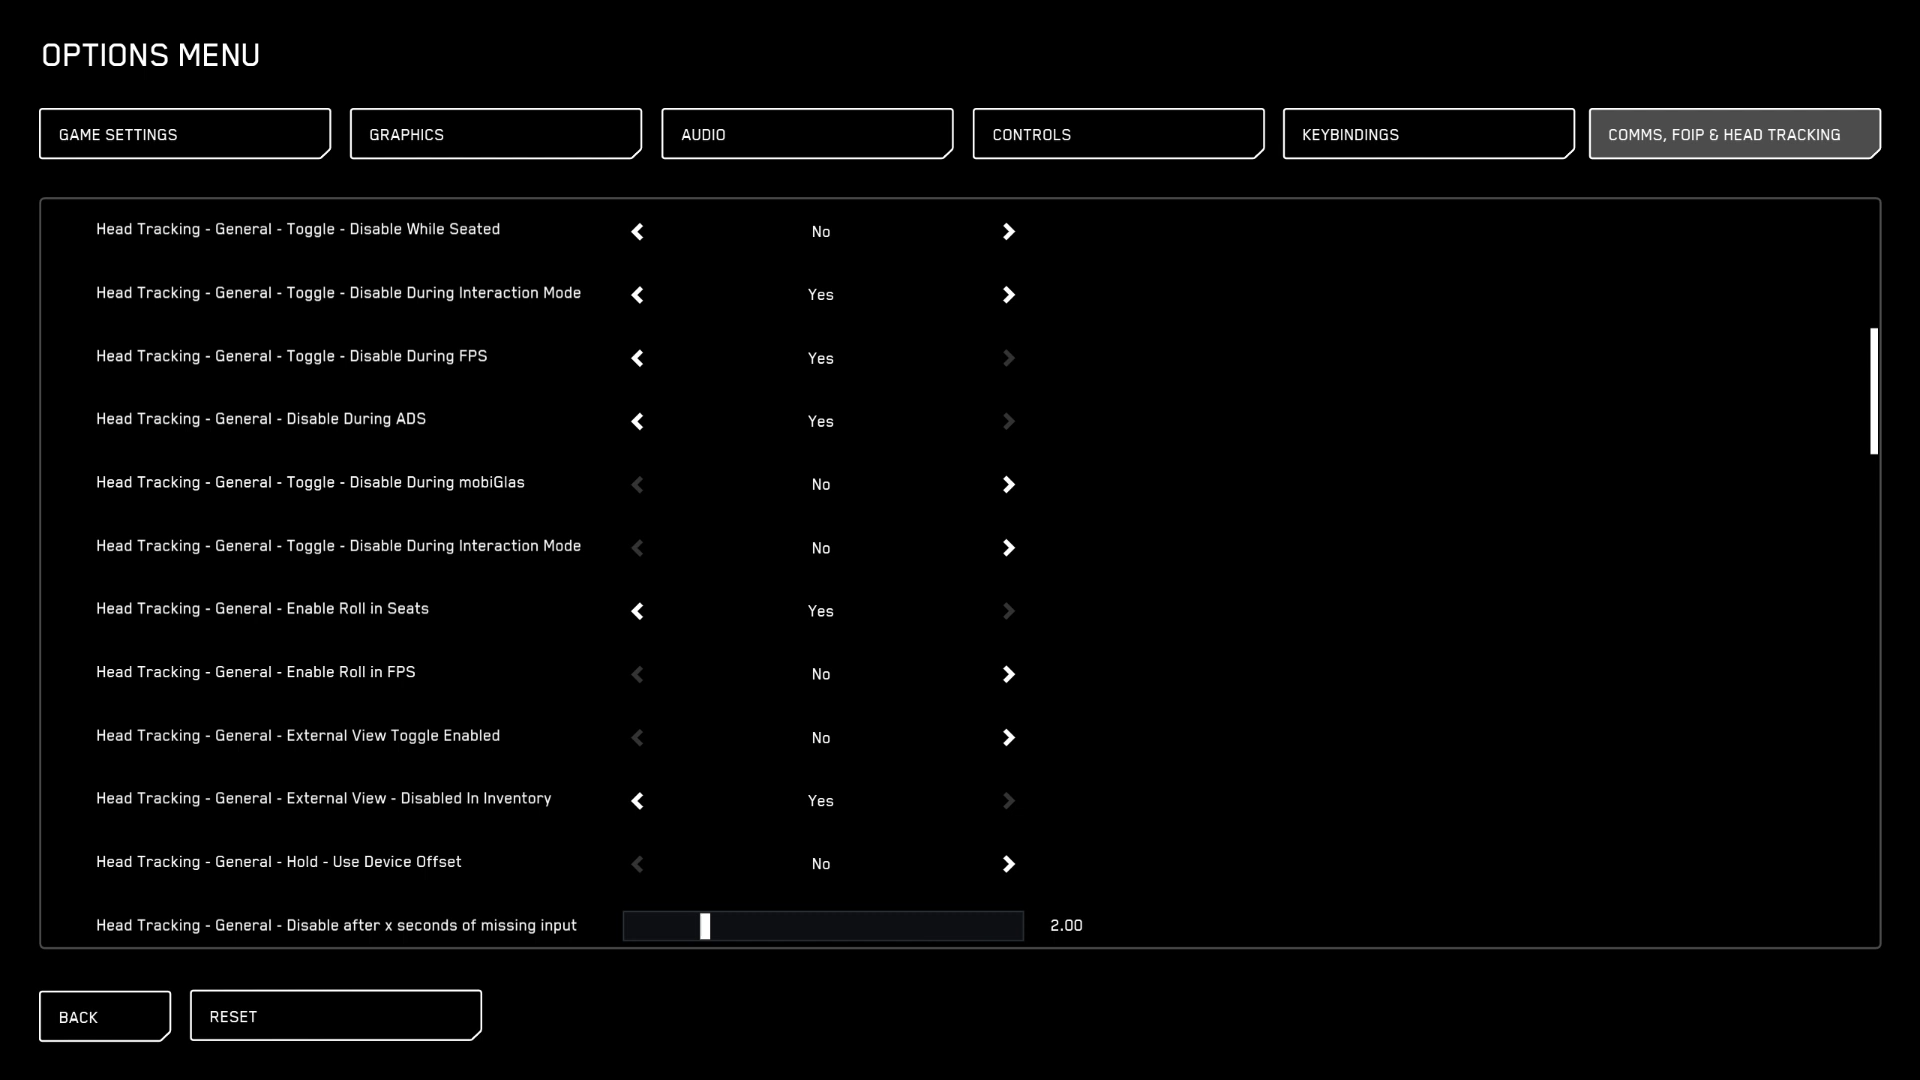 OPTIONS MENU
GAME SETTINGS
GRAPHICS
AUDIO
CONTROLS
KEYBINDINGS
COMMS, FOIP & HEAD TRACKING
Head Tracking - General - Toggle - Disable While Seated No
Head Tracking - General - Toggle - Disable During Interaction Mode Yes
Head Tracking - General - Toggle - Disable During FPS Yes
Head Tracking - General - Disable During ADS Yes
Head Tracking - General - Toggle - Disable During mobiGlas No
Head Tracking - General - Toggle - Disable During Interaction Mode No
Head Tracking - General - Enable Roll in Seats Yes
Head Tracking - General - Enable Roll in FPS No
Head Tracking - General - External View Toggle Enabled No
Head Tracking - General - External View - Disabled In Inventory Yes
Head Tracking - General - Hold - Use Device Offset No
Head Tracking - General - Disable after x seconds of missing input 2.00
BACK
RESET